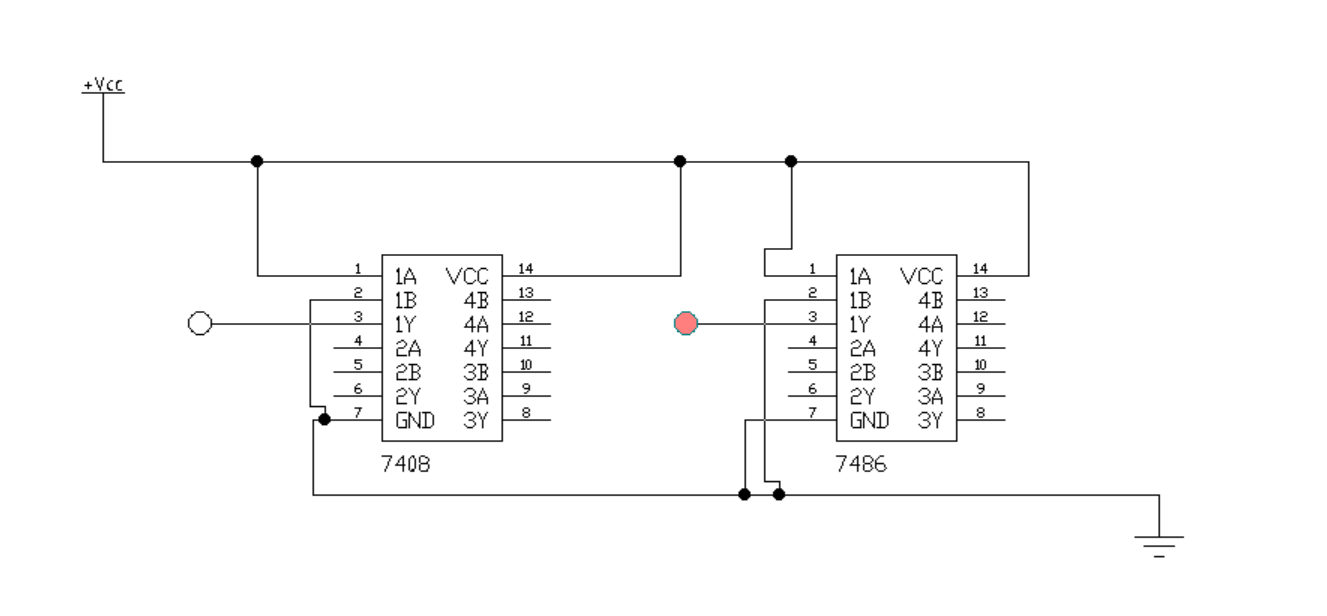 +Vcc
1 1A VCC 14
2 1B 4B 13
3 1Y 4A 12
4 2A 4Y 11
5 2B 3B 10
6 2Y 3A 9
7 GND 3Y 8
7408
1 1A VCC 14
2 1B 4B 13
3 1Y 4A 12
4 2A 4Y 11
5 2B 3B 10
6 2Y 3A 9
7 GND 3Y 8
7486